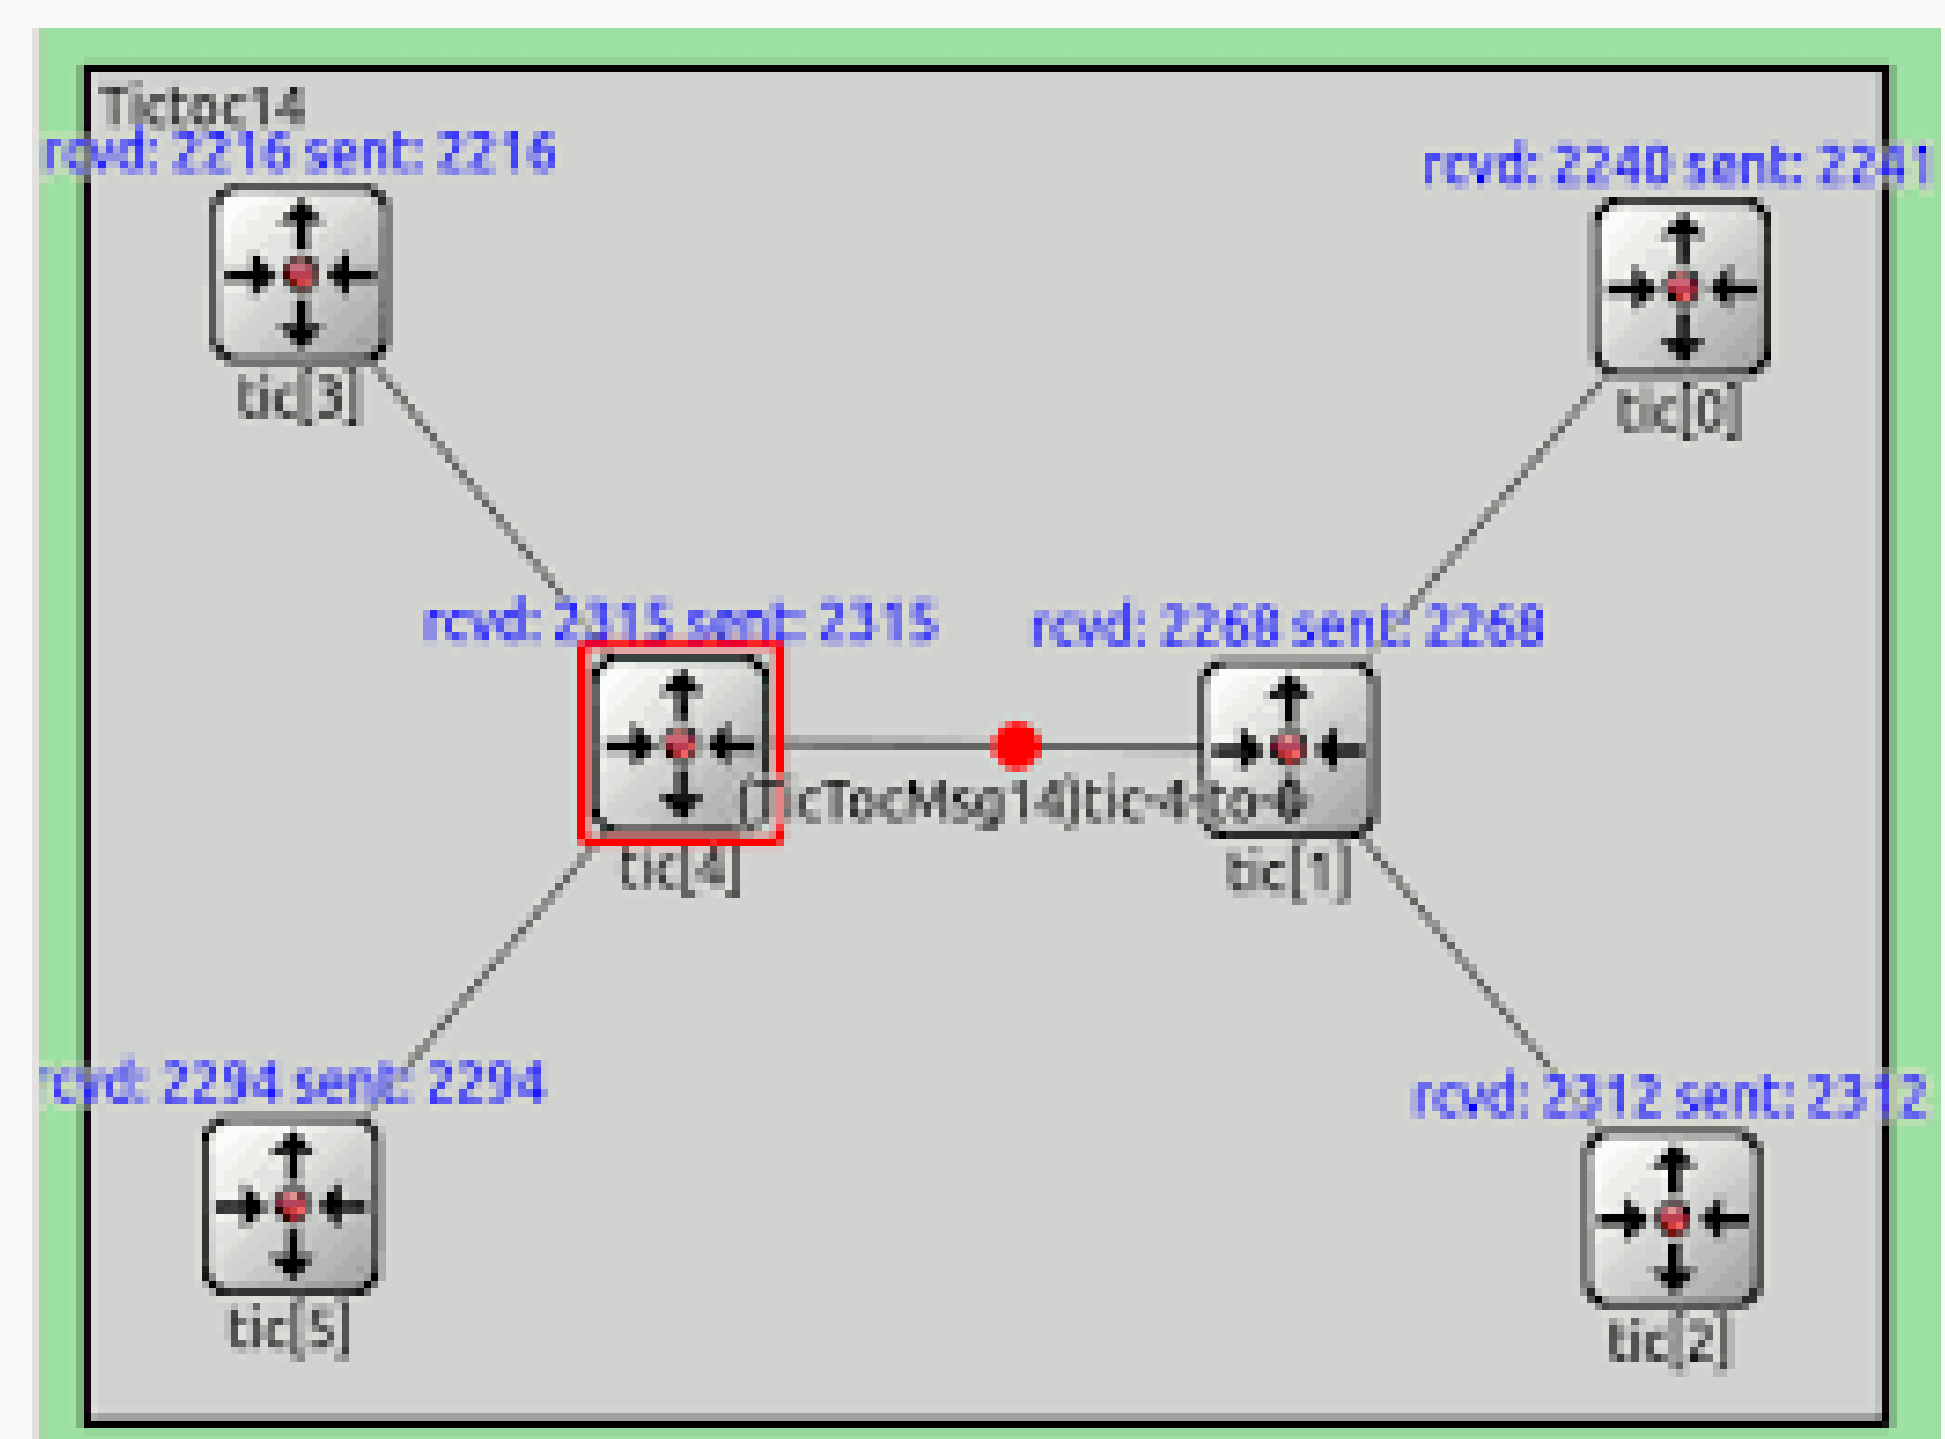 Tictoc14
rcvd: 2216 sent: 2216
rcvd: 2240 sent: 2241
tic[3]
tic[0]
rcvd: 2315 sent: 2315
rcvd: 2268 sent: 2268
(TicTocMsg14)tic-4-to-0
tic[4]
tic[1]
rcvd: 2294 sent: 2294
rcvd: 2312 sent: 2312
tic[5]
tic[2]